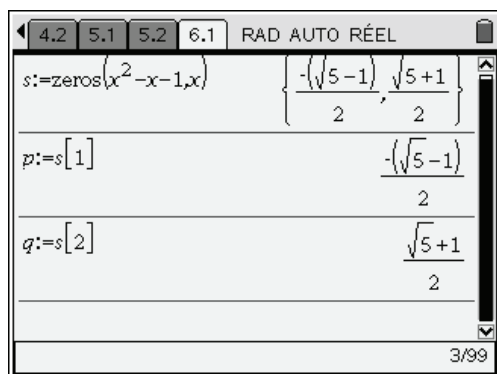 4.2 5.1 5.2 6.1 RAD AUTO RÉEL
s:=zeros(x²−x−1,x) {-(√5−1)/2, √5+1/2}
p:=s[1] -(√5−1)/2
q:=s[2] √5+1/2
3/99